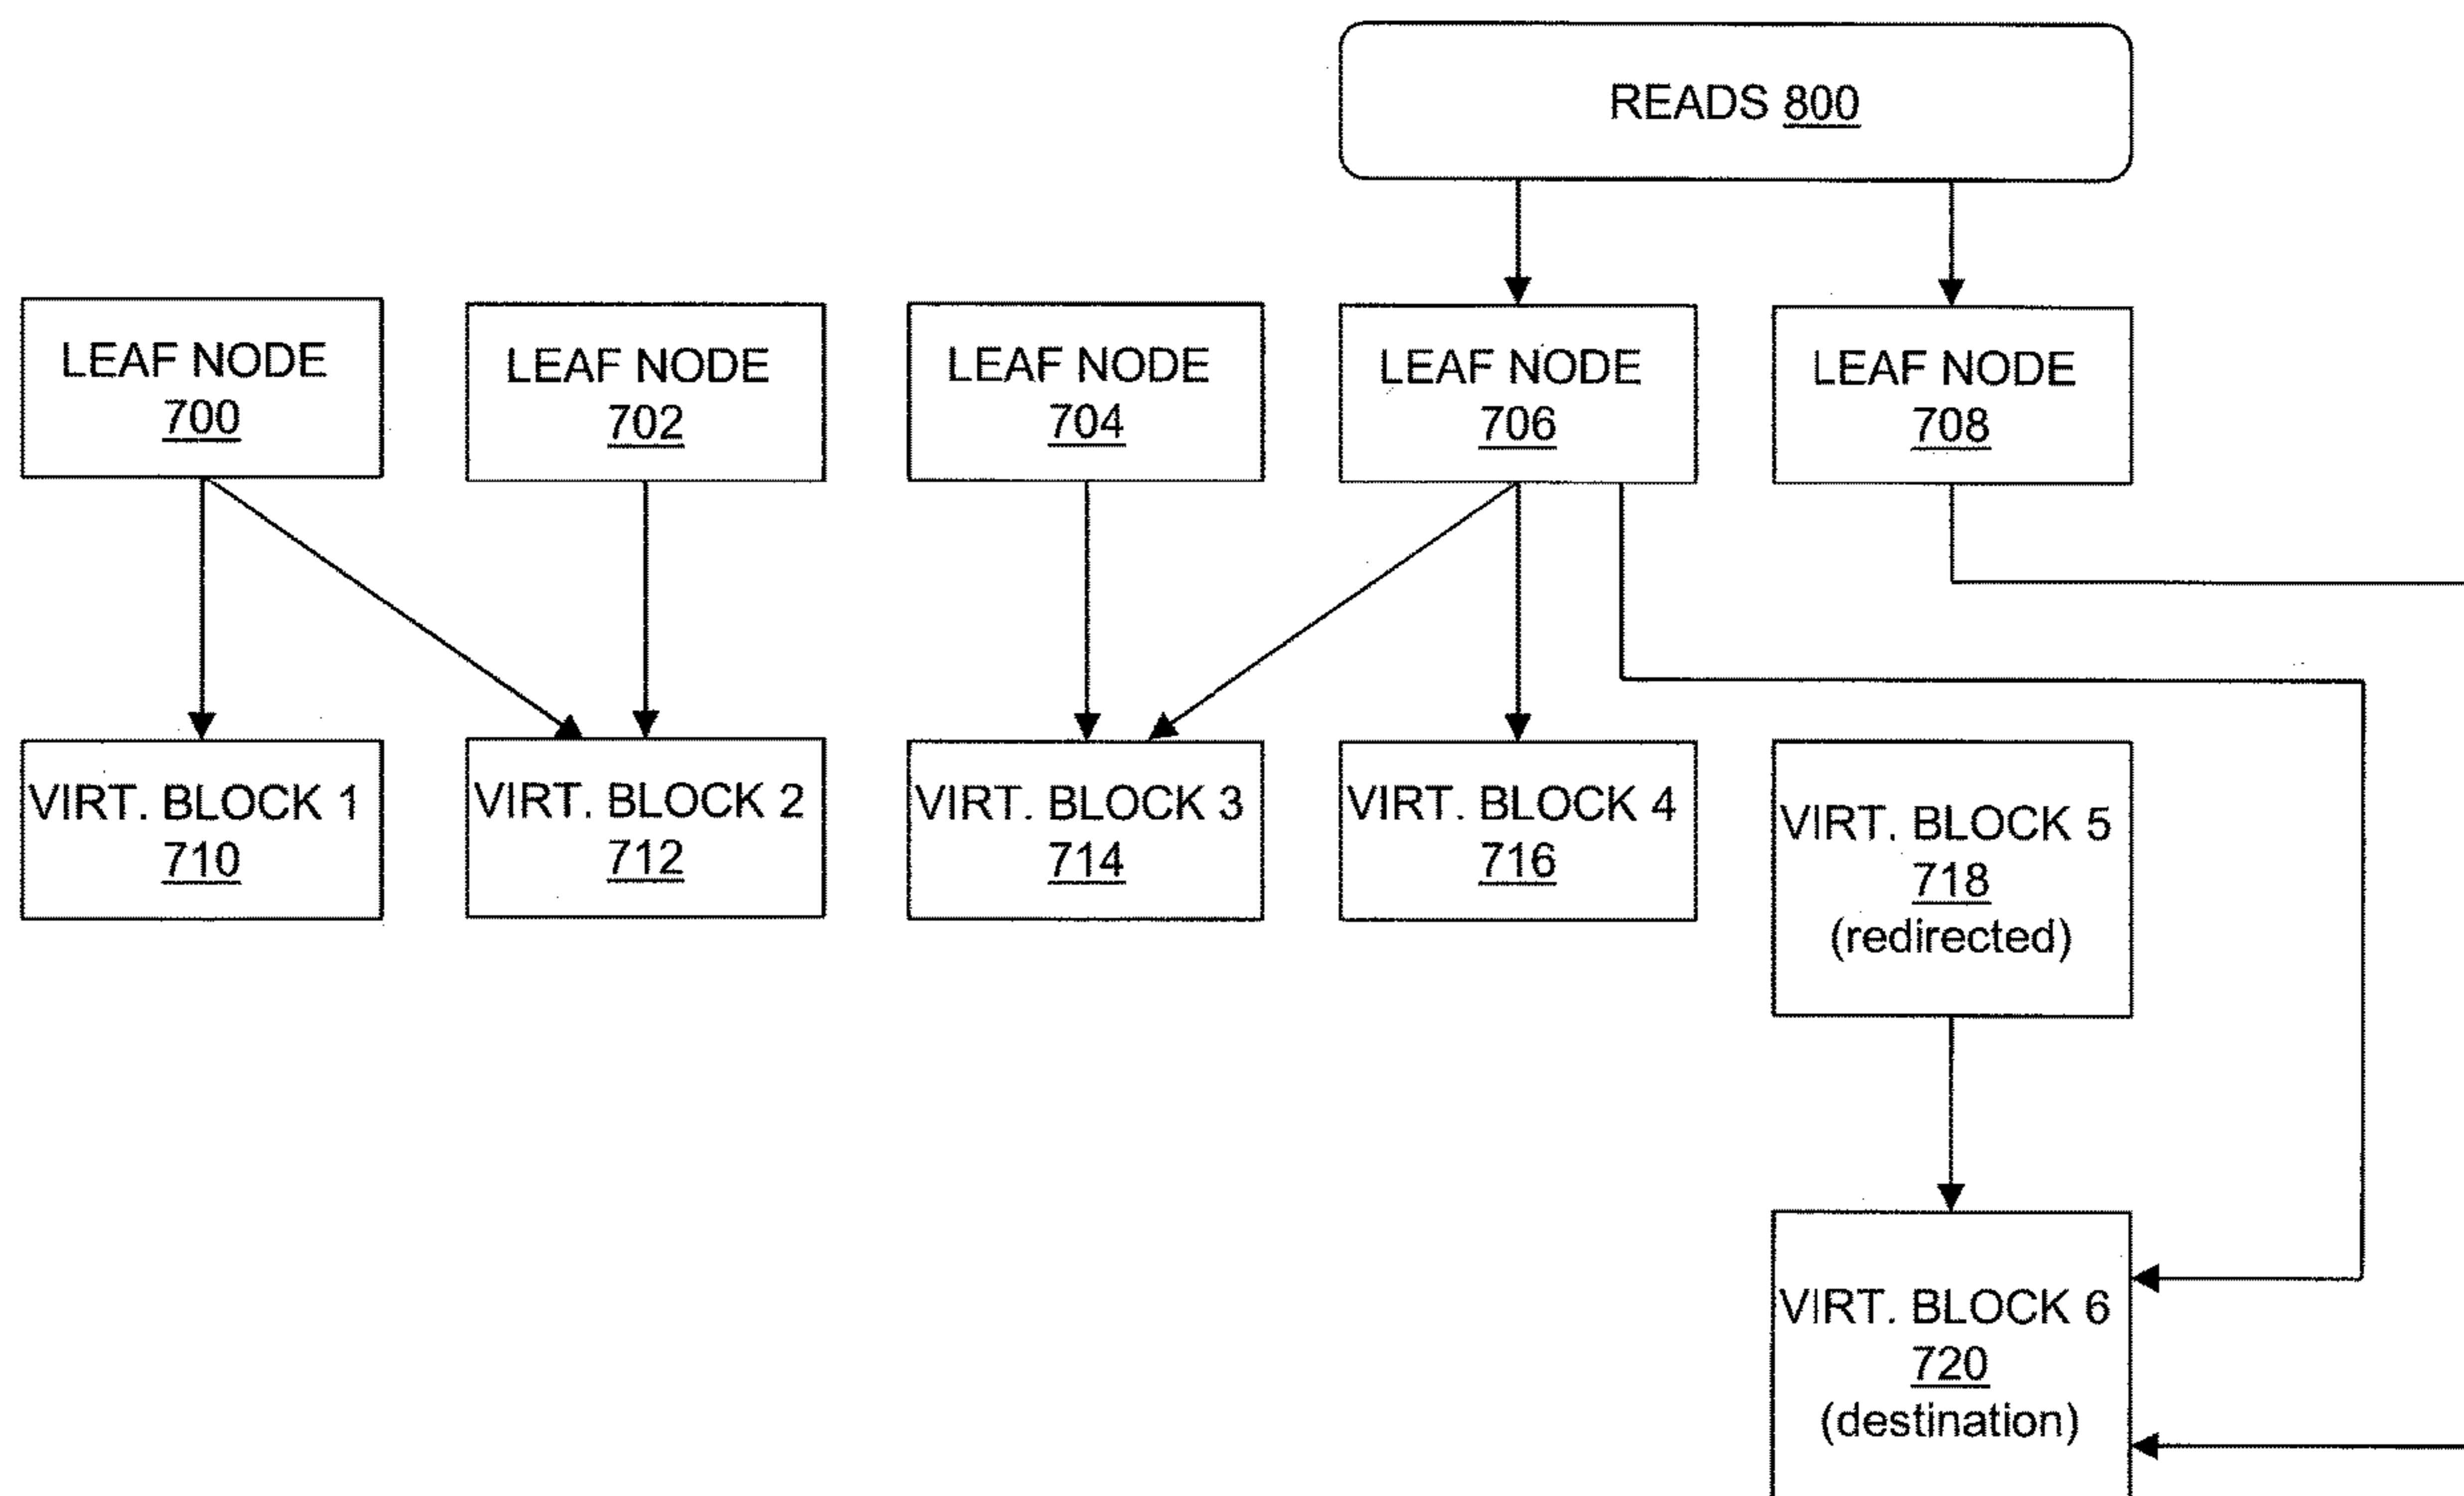 READS 800
LEAF NODE
700
LEAF NODE
702
LEAF NODE
704
LEAF NODE
706
LEAF NODE
708
VIRT. BLOCK 1
710
VIRT. BLOCK 2
712
VIRT. BLOCK 3
714
VIRT. BLOCK 4
716
VIRT. BLOCK 5
718
(redirected)
VIRT. BLOCK 6
720
(destination)